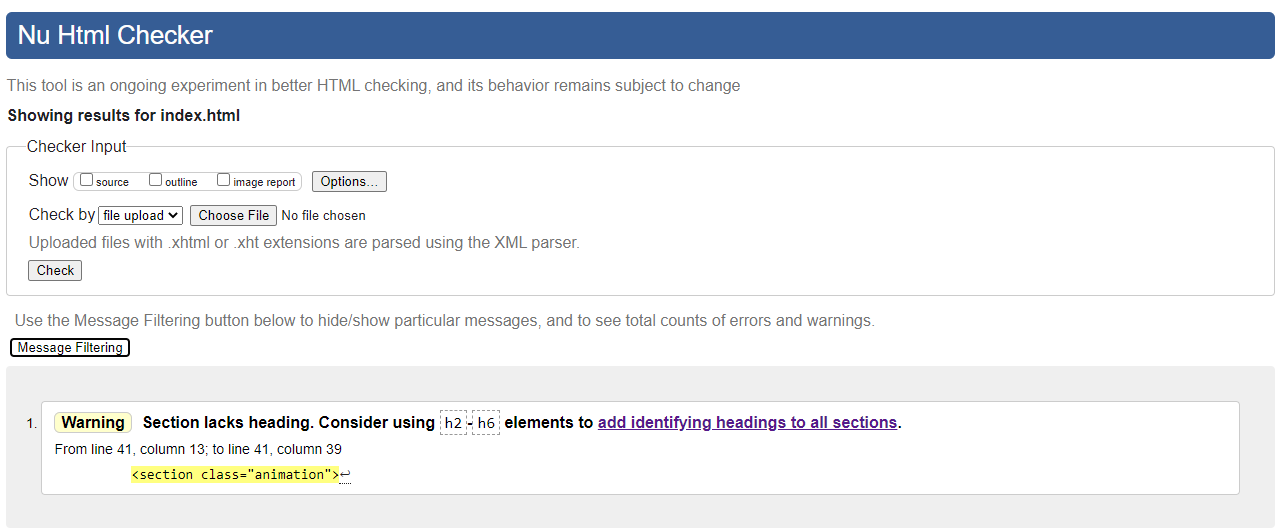 Nu Html Checker
This tool is an ongoing experiment in better HTML checking, and its behavior remains subject to change
Showing results for index.html
Checker Input
Show source outline image report Options...
Check by file upload Choose File No file chosen
Uploaded files with .xhtml or .xht extensions are parsed using the XML parser.
Check
Use the Message Filtering button below to hide/show particular messages, and to see total counts of errors and warnings.
Message Filtering
1. Warning Section lacks heading. Consider using h2-h6 elements to add identifying headings to all sections.
From line 41, column 13; to line 41, column 39
<section class="animation">↩